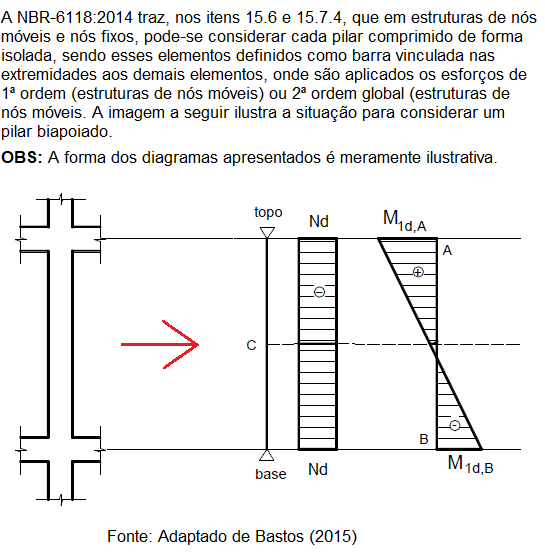 A NBR-6118:2014 traz, nos itens 15.6 e 15.7.4, que em estruturas de nós
móveis e nós fixos, pode-se considerar cada pilar comprimido de forma
isolada, sendo esses elementos definidos como barra vinculada nas
extremidades aos demais elementos, onde são aplicados os esforços de
1ª ordem (estruturas de nós móveis) ou 2ª ordem global (estruturas de
nós móveis. A imagem a seguir ilustra a situação para considerar um
pilar biapoiado.
OBS: A forma dos diagramas apresentados é meramente ilustrativa.
topo Nd M1d,A
A
+
-
C
-
B
base Nd M1d,B
Fonte: Adaptado de Bastos (2015)